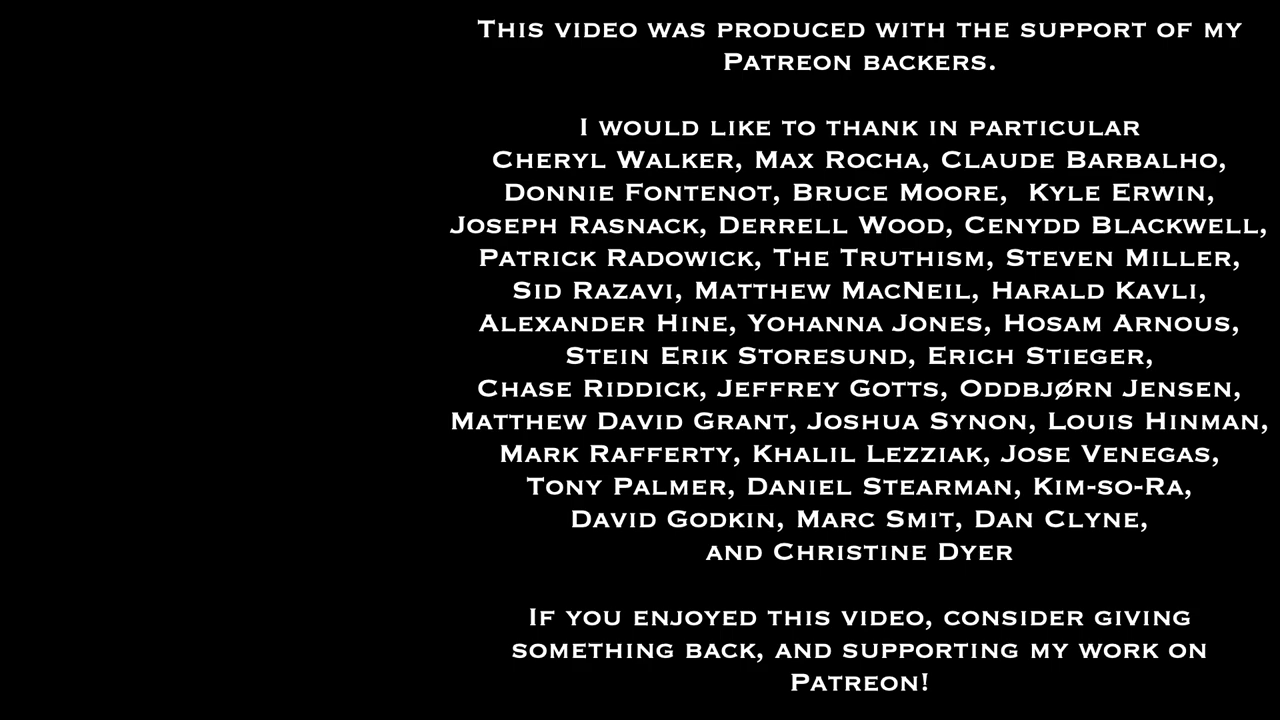 This video was produced with the support of my
Patreon backers.
I would like to thank in particular
Cheryl Walker, Max Rocha, Claude Barbalho,
Donnie Fontenot, Bruce Moore, Kyle Erwin,
Joseph Rasnack, Derrell Wood, Cenydd Blackwell,
Patrick Radowick, The Truthism, Steven Miller,
Sid Razavi, Matthew MacNeil, Harald Kavli,
Alexander Hine, Yohanna Jones, Hosam Arnous,
Stein Erik Storesund, Erich Stieger,
Chase Riddick, Jeffrey Gotts, Oddbjørn Jensen,
Matthew David Grant, Joshua Synon, Louis Hinman,
Mark Rafferty, Khalil Lezziak, Jose Venegas,
Tony Palmer, Daniel Stearman, Kim-so-Ra,
David Godkin, Marc Smit, Dan Clyne,
and Christine Dyer
If you enjoyed this video, consider giving
something back, and supporting my work on
Patreon!